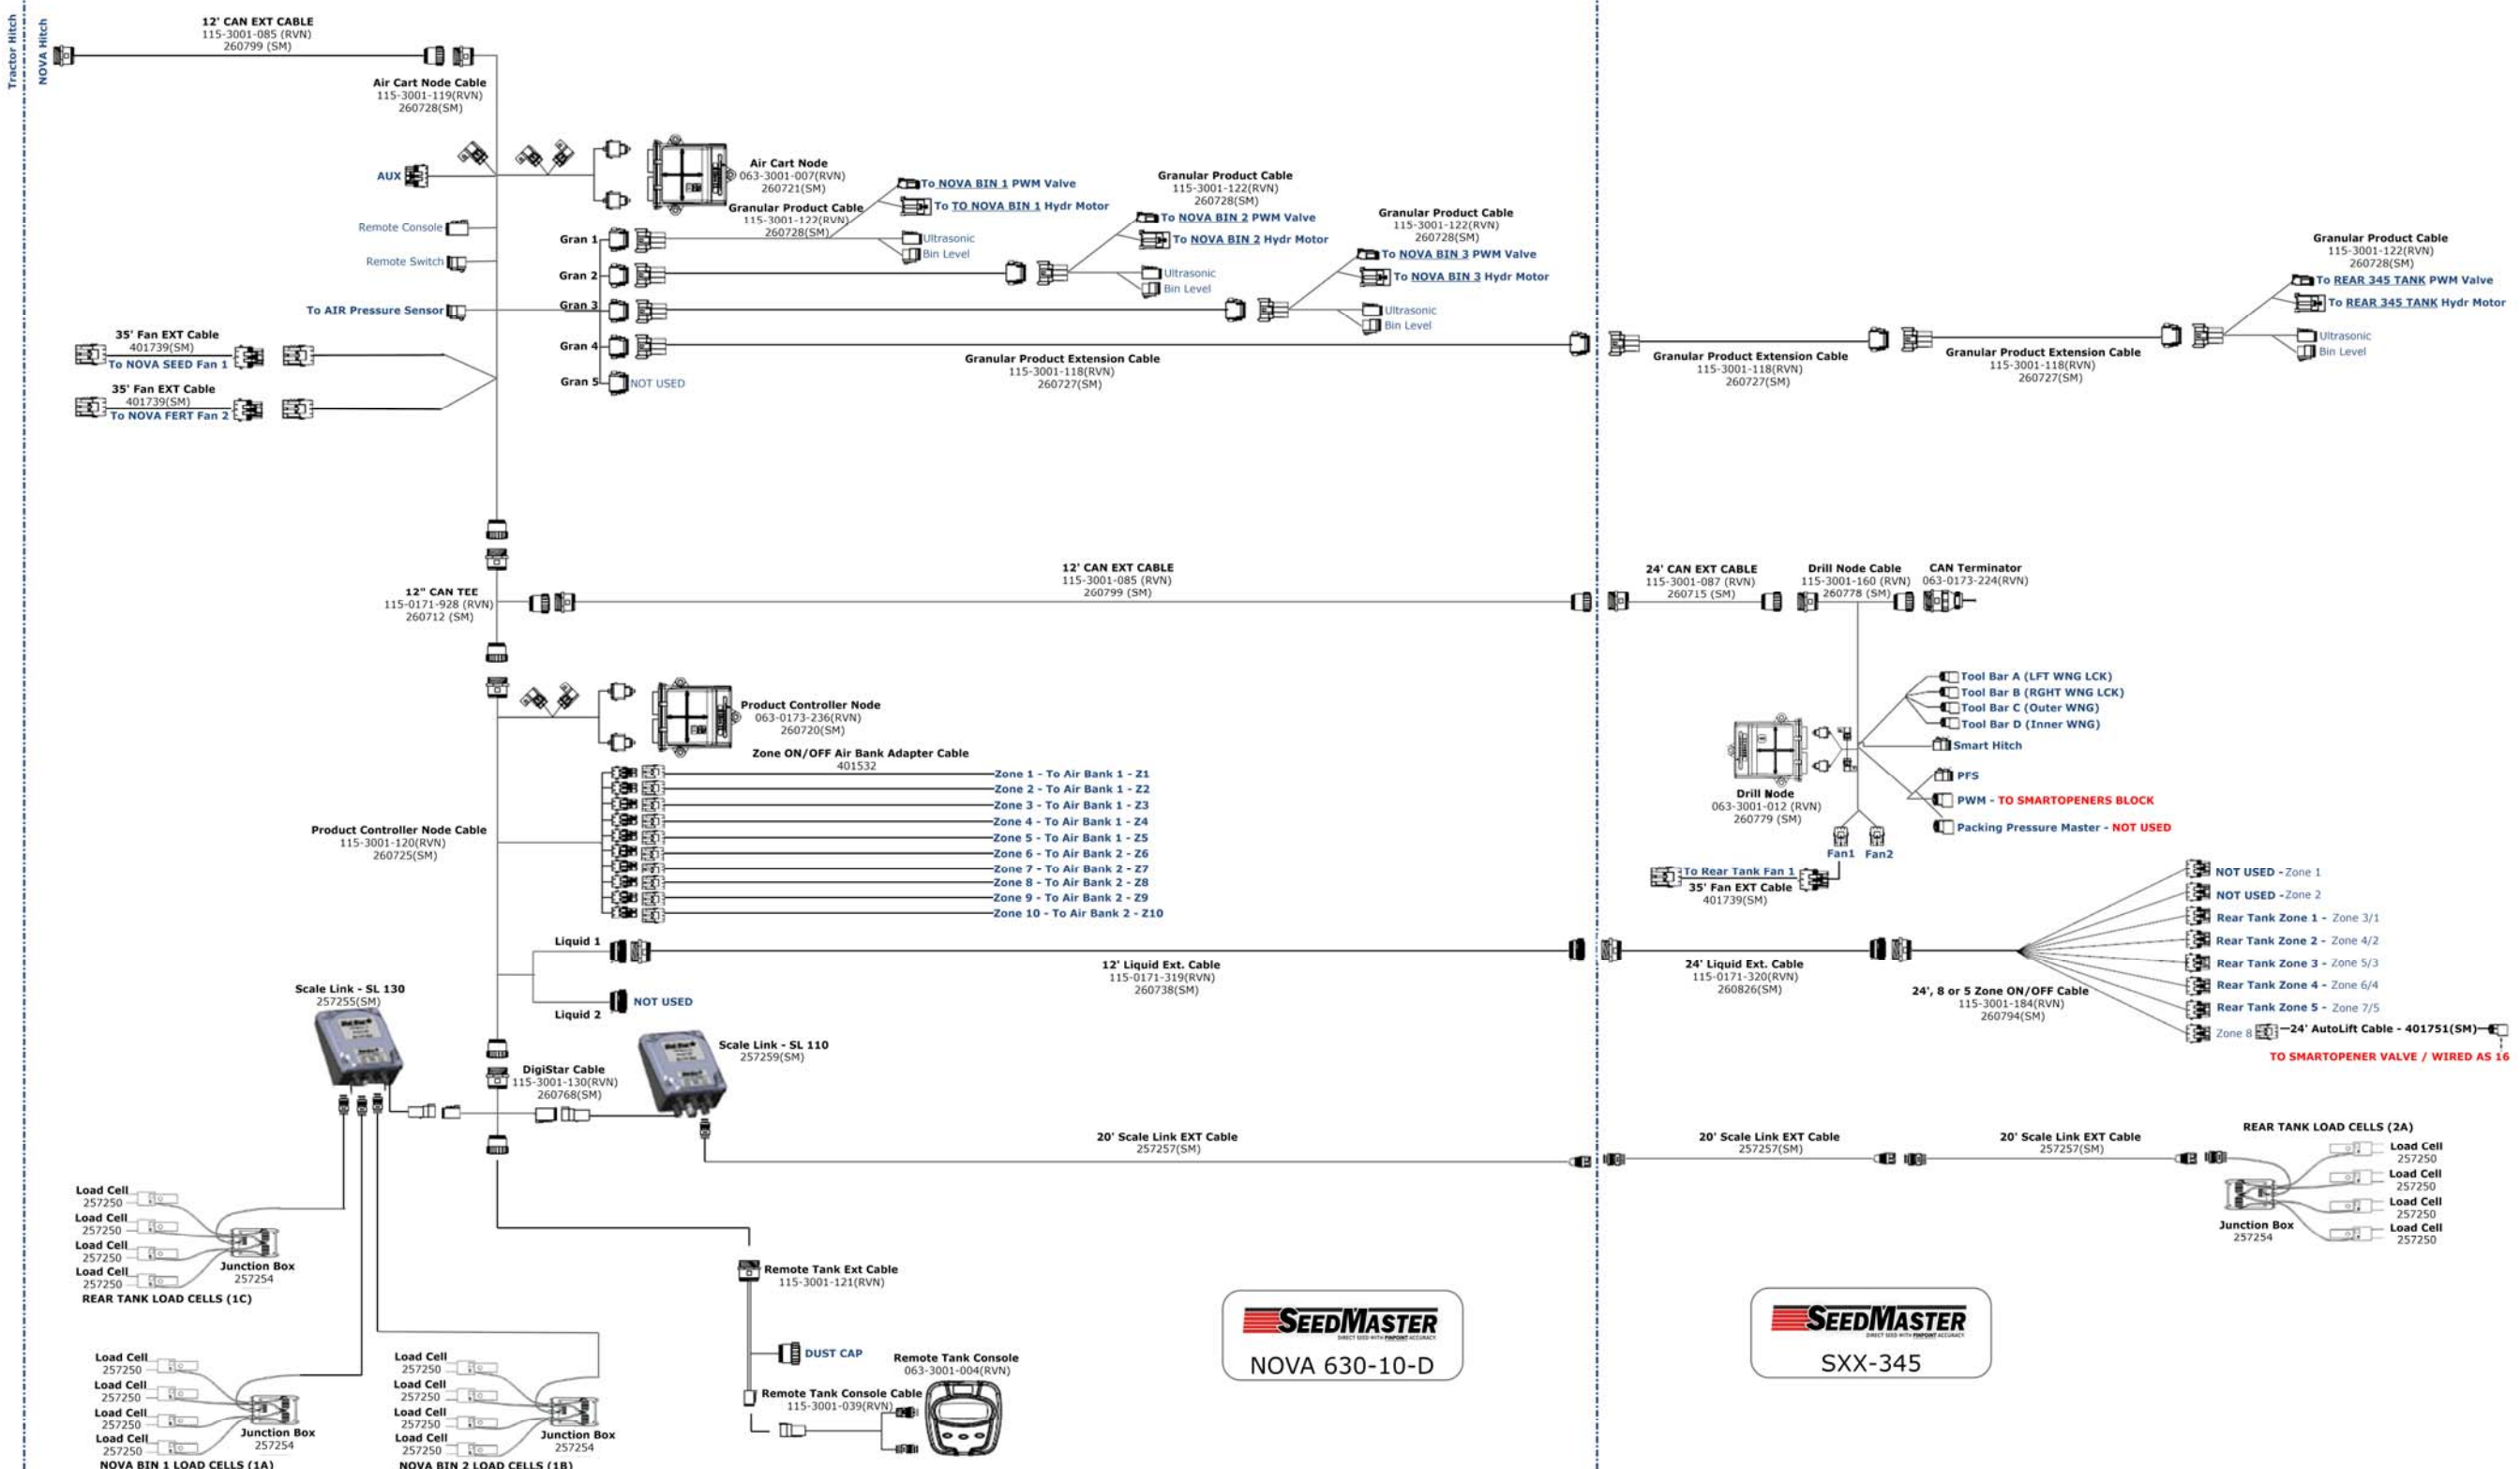 Tractor Hitch
NOVA Hitch
12' CAN EXT CABLE
115-3001-085 (RVN)
260799 (SM)
Air Cart Node Cable
115-3001-119(RVN)
260728(SM)
AUX
Remote Console
Remote Switch
To AIR Pressure Sensor
35' Fan EXT Cable
401739(SM)
To NOVA SEED Fan 1
35' Fan EXT Cable
401739(SM)
To NOVA FERT Fan 2
Air Cart Node
063-3001-007(RVN)
260721(SM)
Granular Product Cable
115-3001-122(RVN)
260728(SM)
To NOVA BIN 1 PWM Valve
To TO NOVA BIN 1 Hydr Motor
Ultrasonic
Bin Level
Gran 1
Gran 2
Gran 3
Gran 4
Gran 5
NOT USED
Granular Product Cable
115-3001-122(RVN)
260728(SM)
To NOVA BIN 2 PWM Valve
To NOVA BIN 2 Hydr Motor
Ultrasonic
Bin Level
Granular Product Cable
115-3001-122(RVN)
260728(SM)
To NOVA BIN 3 PWM Valve
To NOVA BIN 3 Hydr Motor
Ultrasonic
Bin Level
Granular Product Extension Cable
115-3001-118(RVN)
260727(SM)
Granular Product Extension Cable
115-3001-118(RVN)
260727(SM)
Granular Product Extension Cable
115-3001-118(RVN)
260727(SM)
Granular Product Cable
115-3001-122(RVN)
260728(SM)
To REAR 345 TANK PWM Valve
To REAR 345 TANK Hydr Motor
Ultrasonic
Bin Level
12" CAN TEE
115-0171-928 (RVN)
260712 (SM)
12' CAN EXT CABLE
115-3001-085 (RVN)
260799 (SM)
24' CAN EXT CABLE
115-3001-087 (RVN)
260715 (SM)
Drill Node Cable
115-3001-160 (RVN)
260778 (SM)
CAN Terminator
063-0173-224(RVN)
Product Controller Node
063-0173-236(RVN)
260720(SM)
Zone ON/OFF Air Bank Adapter Cable
401532
Zone 1 - To Air Bank 1 - Z1
Zone 2 - To Air Bank 1 - Z2
Zone 3 - To Air Bank 1 - Z3
Zone 4 - To Air Bank 1 - Z4
Zone 5 - To Air Bank 1 - Z5
Zone 6 - To Air Bank 2 - Z6
Zone 7 - To Air Bank 2 - Z7
Zone 8 - To Air Bank 2 - Z8
Zone 9 - To Air Bank 2 - Z9
Zone 10 - To Air Bank 2 - Z10
Product Controller Node Cable
115-3001-120(RVN)
260725(SM)
Tool Bar A (LFT WNG LCK)
Tool Bar B (RGHT WNG LCK)
Tool Bar C (Outer WNG)
Tool Bar D (Inner WNG)
Smart Hitch
PFS
PWM - TO SMARTOPENERS BLOCK
Packing Pressure Master - NOT USED
Drill Node
063-3001-012 (RVN)
260779 (SM)
Fan1
Fan2
To Rear Tank Fan 1
35' Fan EXT Cable
401739(SM)
Liquid 1
Liquid 2
NOT USED
12' Liquid Ext. Cable
115-0171-319(RVN)
260738(SM)
24' Liquid Ext. Cable
115-0171-320(RVN)
260826(SM)
24', 8 or 5 Zone ON/OFF Cable
115-3001-184(RVN)
260794(SM)
NOT USED - Zone 1
NOT USED - Zone 2
Rear Tank Zone 1 - Zone 3/1
Rear Tank Zone 2 - Zone 4/2
Rear Tank Zone 3 - Zone 5/3
Rear Tank Zone 4 - Zone 6/4
Rear Tank Zone 5 - Zone 7/5
Zone 8
24' AutoLift Cable - 401751(SM)
TO SMARTOPENER VALVE / WIRED AS 16
Scale Link - SL 130
257255(SM)
DigiStar Cable
115-3001-130(RVN)
260768(SM)
Scale Link - SL 110
257259(SM)
20' Scale Link EXT Cable
257257(SM)
20' Scale Link EXT Cable
257257(SM)
20' Scale Link EXT Cable
257257(SM)
REAR TANK LOAD CELLS (2A)
Load Cell
257250
Load Cell
257250
Load Cell
257250
Load Cell
257250
Junction Box
257254
Load Cell
257250
Load Cell
257250
Load Cell
257250
Load Cell
257250
Junction Box
257254
REAR TANK LOAD CELLS (1C)
Load Cell
257250
Load Cell
257250
Load Cell
257250
Load Cell
257250
Junction Box
257254
NOVA BIN 1 LOAD CELLS (1A)
Load Cell
257250
Load Cell
257250
Load Cell
257250
Load Cell
257250
Junction Box
257254
NOVA BIN 2 LOAD CELLS (1B)
Remote Tank Ext Cable
115-3001-121(RVN)
DUST CAP
Remote Tank Console
063-3001-004(RVN)
Remote Tank Console Cable
115-3001-039(RVN)
SEEDMASTER
DIRECT SEED WITH PINPOINT ACCURACY
NOVA 630-10-D
SEEDMASTER
DIRECT SEED WITH PINPOINT ACCURACY
SXX-345